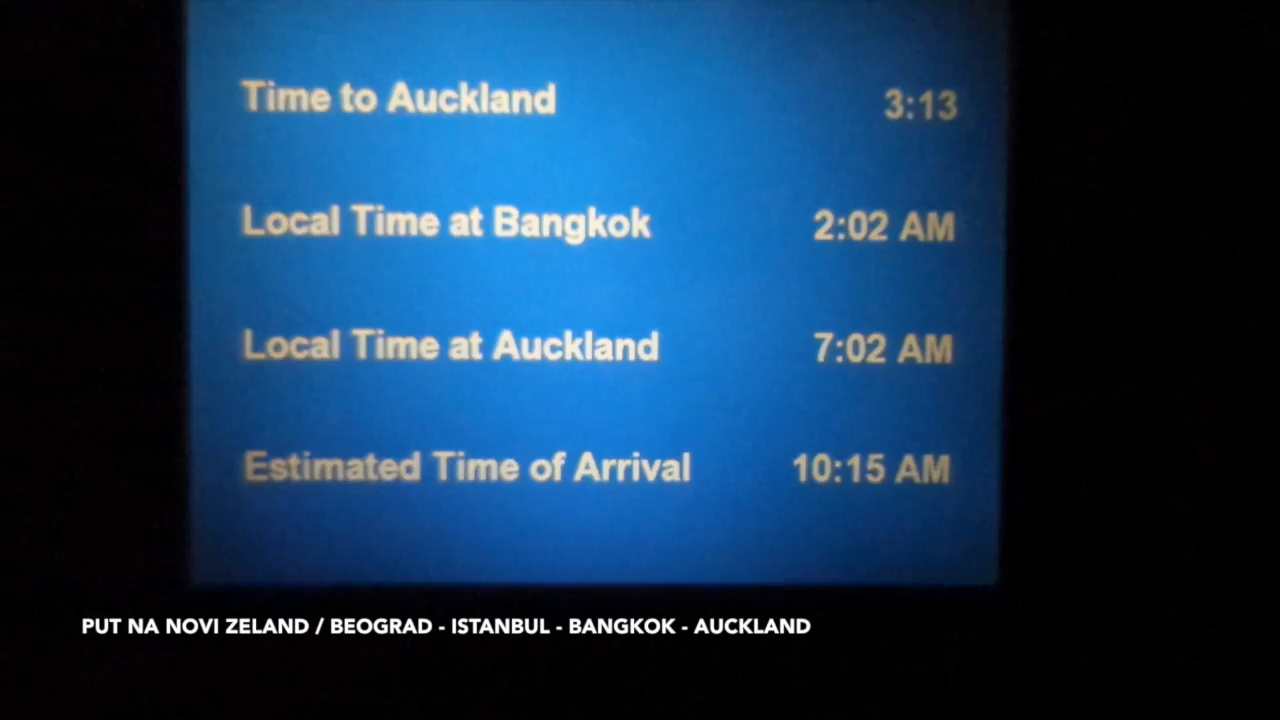 Time to Auckland 3:13
Local Time at Bangkok 2:02 AM
Local Time at Auckland 7:02 AM
Estimated Time of Arrival 10:15 AM
PUT NA NOVI ZELAND / BEOGRAD - ISTANBUL - BANGKOK - AUCKLAND